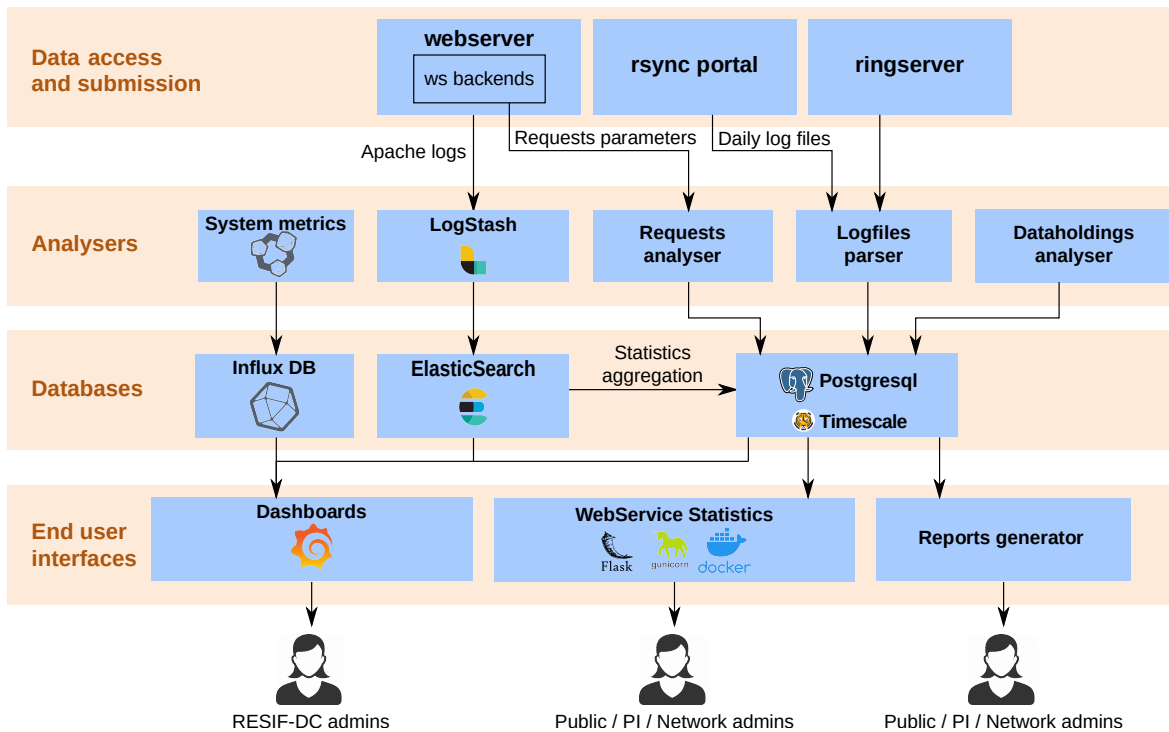 Data access
and submission
webserver
ws backends
rsync portal
ringserver
Apache logs
Requests parameters
Daily log files
Analysers
System metrics
LogStash
Requests
analyser
Logfiles
parser
Dataholdings
analyser
Databases
Influx DB
ElasticSearch
Statistics
aggregation
Postgresql
Timescale
End user
interfaces
Dashboards
WebService Statistics
Flask
gunicorn
docker
Reports generator
RESIF-DC admins
Public / PI / Network admins
Public / PI / Network admins